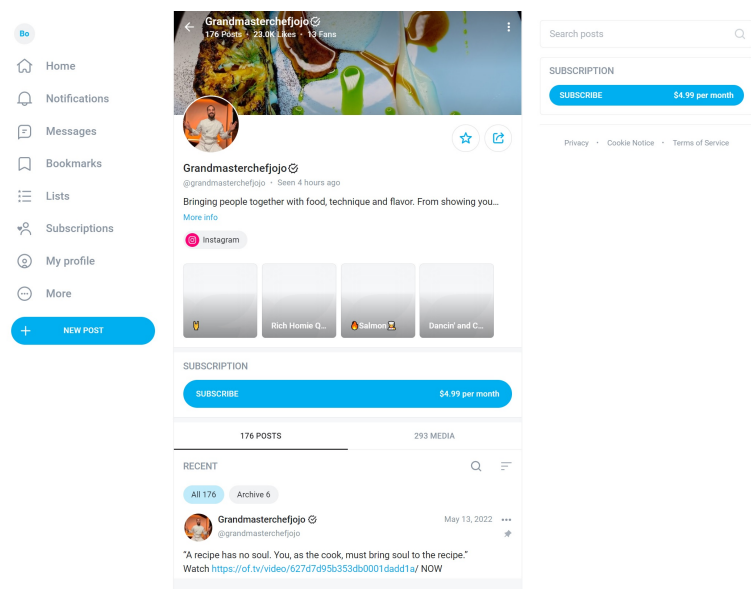 Bo
Home
Notifications
Messages
Bookmarks
Lists
Subscriptions
My profile
More
NEW POST
Grandmasterchefjojo
176 Posts · 23.0K Likes · 13 Fans
Grandmasterchefjojo
@grandmasterchefjojo · Seen 4 hours ago
Bringing people together with food, technique and flavor. From showing you...
More info
Instagram
Rich Homie Q...
🔥Salmon👨‍🍳
Dancin' and C...
SUBSCRIPTION
SUBSCRIBE $4.99 per month
176 POSTS 293 MEDIA
RECENT
All 176 Archive 6
Grandmasterchefjojo May 13, 2022
@grandmasterchefjojo
"A recipe has no soul. You, as the cook, must bring soul to the recipe."
Watch https://of.tv/video/627d7d95b353db0001dadd1a/ NOW
Search posts
SUBSCRIPTION
SUBSCRIBE $4.99 per month
Privacy · Cookie Notice · Terms of Service